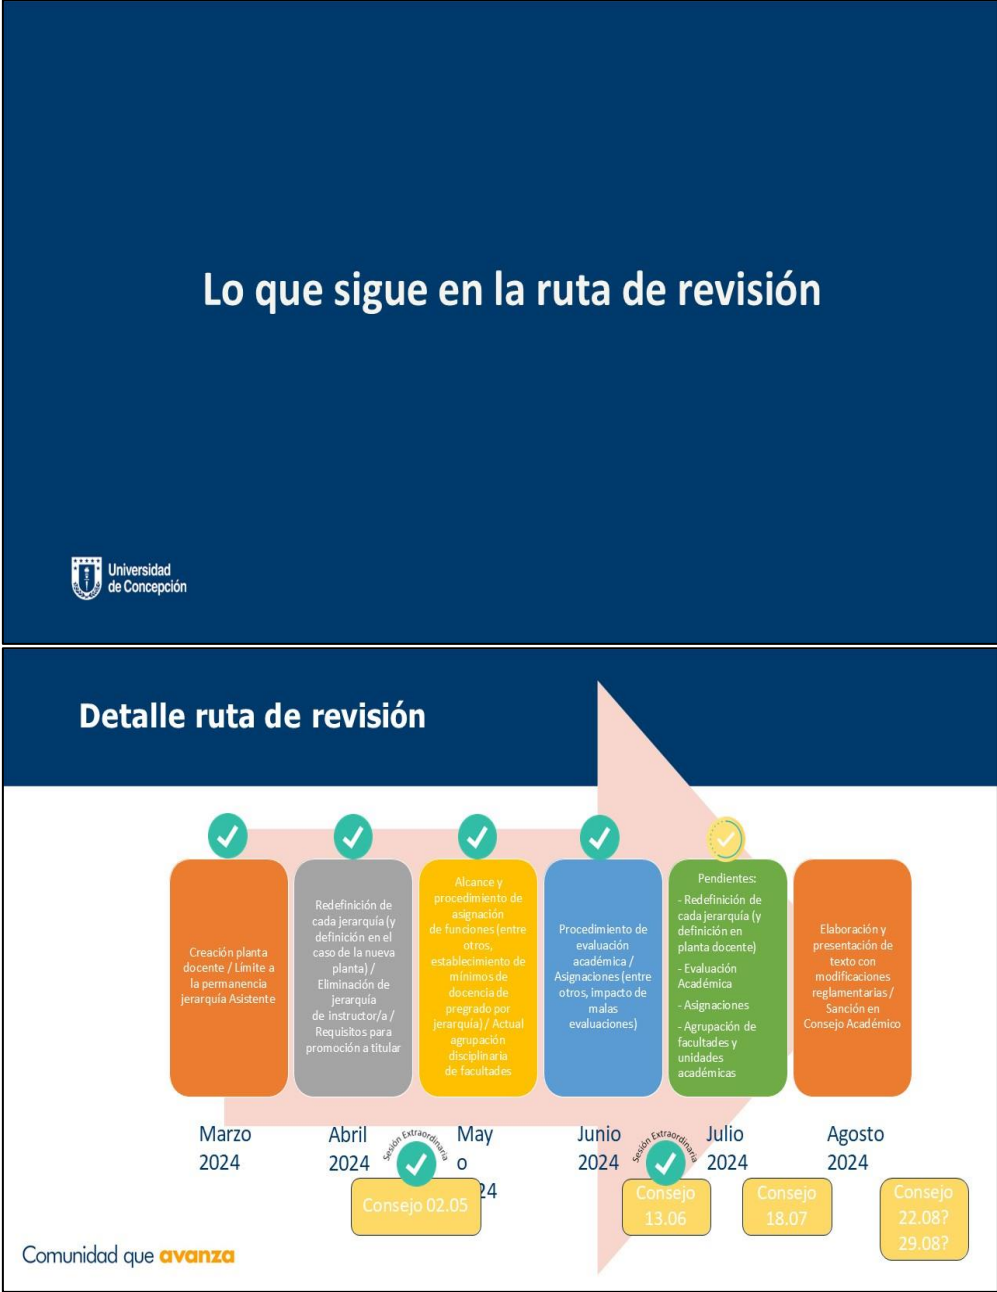 Lo que sigue en la ruta de revisión
Universidad
de Concepción
Detalle ruta de revisión
Creación planta
docente / Límite a
la permanencia
jerarquía Asistente
Redefinición de
cada jerarquía (y
definición en el
caso de la nueva
planta) /
Eliminación de
jerarquía
de instructor/a /
Requisitos para
promoción a titular
Alcance y
procedimiento de
asignación
de funciones (entre
otros,
establecimiento de
mínimos de
docencia de
pregrado por
jerarquía) / Actual
agrupación
disciplinaria
de facultades
Procedimiento de
evaluación
académica /
Asignaciones (entre
otros, impacto de
malas
evaluaciones)
Pendientes:
- Redefinición de
cada jerarquía (y
definición en
planta docente)
- Evaluación
Académica
- Asignaciones
- Agrupación de
facultades y
unidades
académicas
Elaboración y
presentación de
texto con
modificaciones
reglamentarias /
Sanción en
Consejo Académico
Marzo
2024
Abril
2024
Sesión Extraordinaria
May
o
24
Junio
2024
Sesión Extraordinaria
Julio
2024
Agosto
2024
Consejo 02.05
Consejo
13.06
Consejo
18.07
Consejo
22.08?
29.08?
Comunidad que avanza